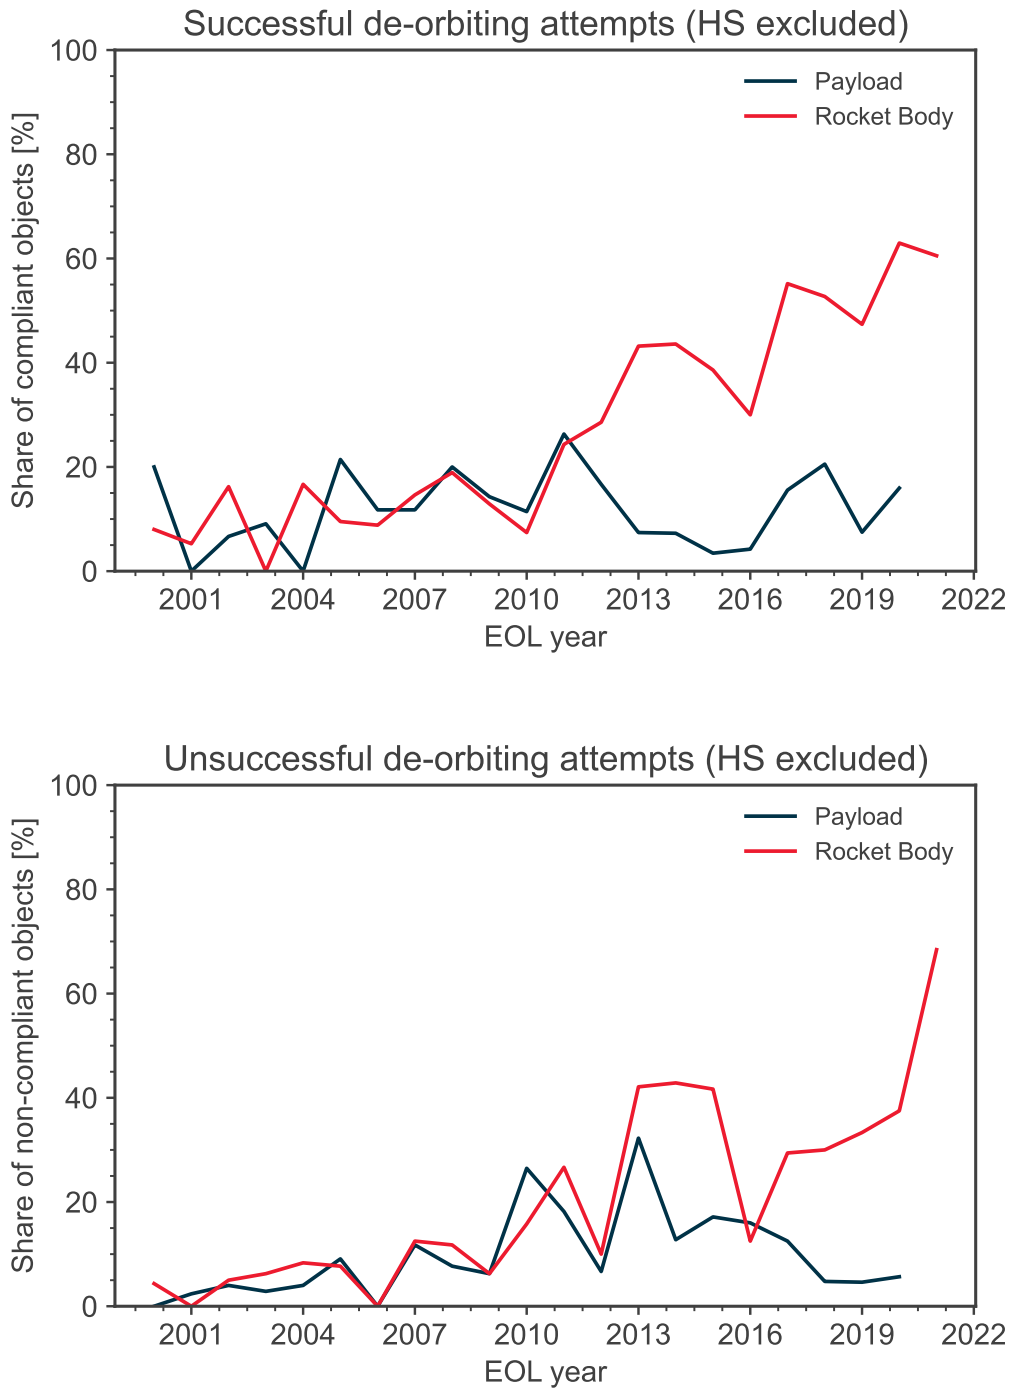 Successful de-orbiting attempts (HS excluded)
Share of compliant objects [%]
100
80
60
40
20
0
Payload
Rocket Body
2001 2004 2007 2010 2013 2016 2019 2022
EOL year
Unsuccessful de-orbiting attempts (HS excluded)
Share of non-compliant objects [%]
100
80
60
40
20
0
Payload
Rocket Body
2001 2004 2007 2010 2013 2016 2019 2022
EOL year